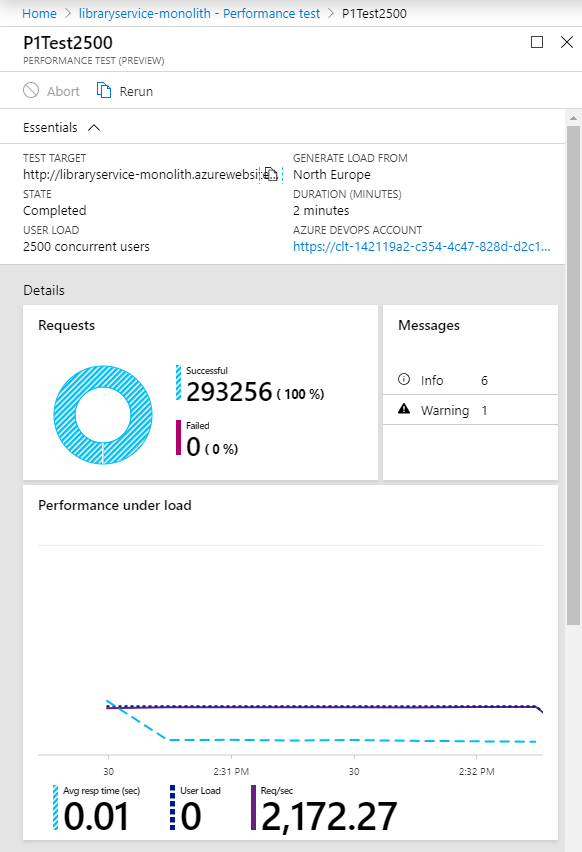 Home > libraryservice-monolith - Performance test > P1Test2500
P1Test2500
PERFORMANCE TEST (PREVIEW)
Abort Rerun
Essentials
TEST TARGET
http://libraryservice-monolith.azurewebsite...
GENERATE LOAD FROM
North Europe
STATE
Completed
DURATION (MINUTES)
2 minutes
USER LOAD
2500 concurrent users
AZURE DEVOPS ACCOUNT
https://clt-142119a2-c354-4c47-828d-d2c1...
Details
Requests
Successful
293256 ( 100 %)
Failed
0 ( 0 %)
Messages
Info 6
Warning 1
Performance under load
30 2:31 PM 30 2:32 PM
Avg resp time (sec)
0.01
User Load
0
Req/sec
2,172.27